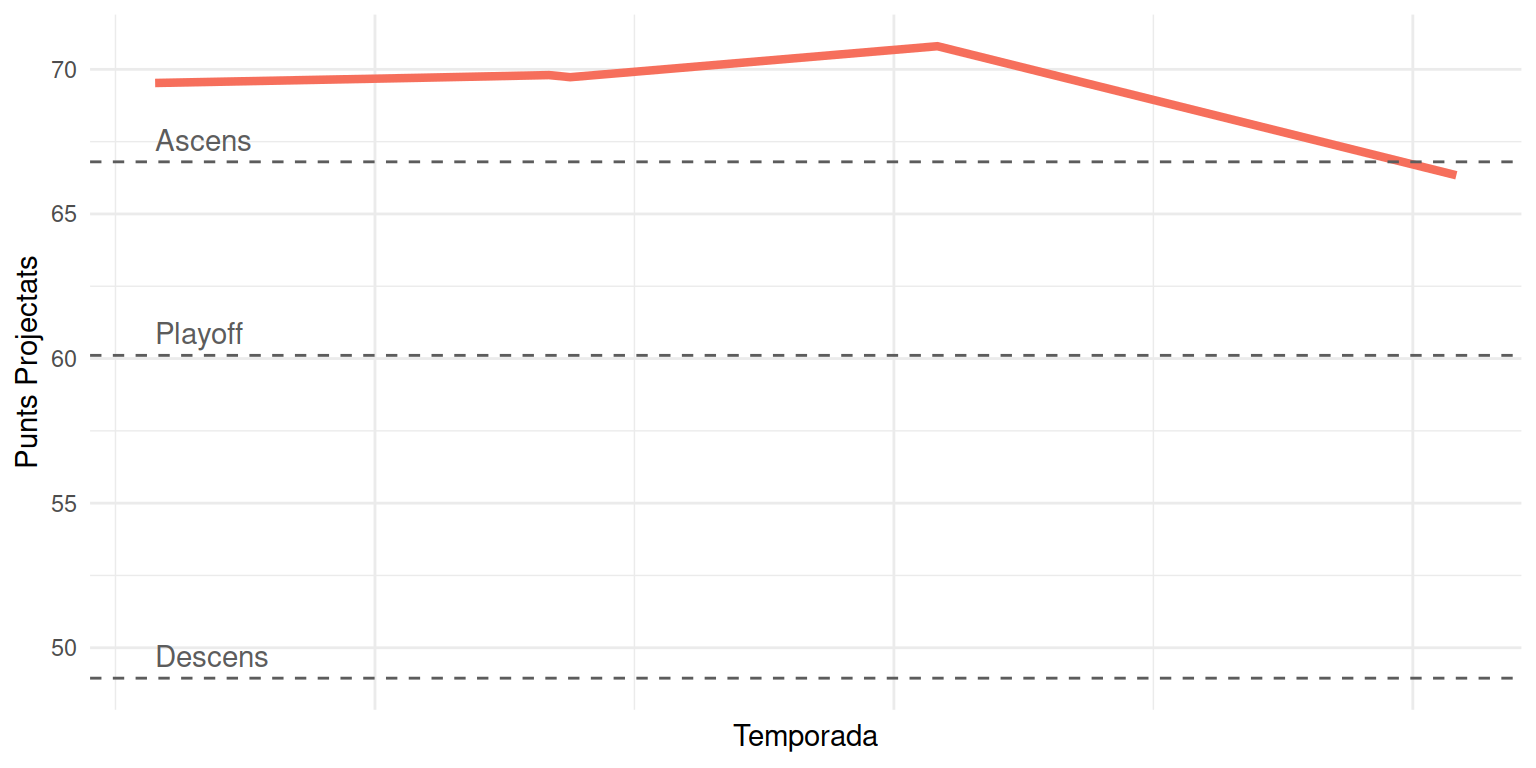 70
Ascens
65
Punts Projectats
Playoff
60
55
50
Descens
Temporada